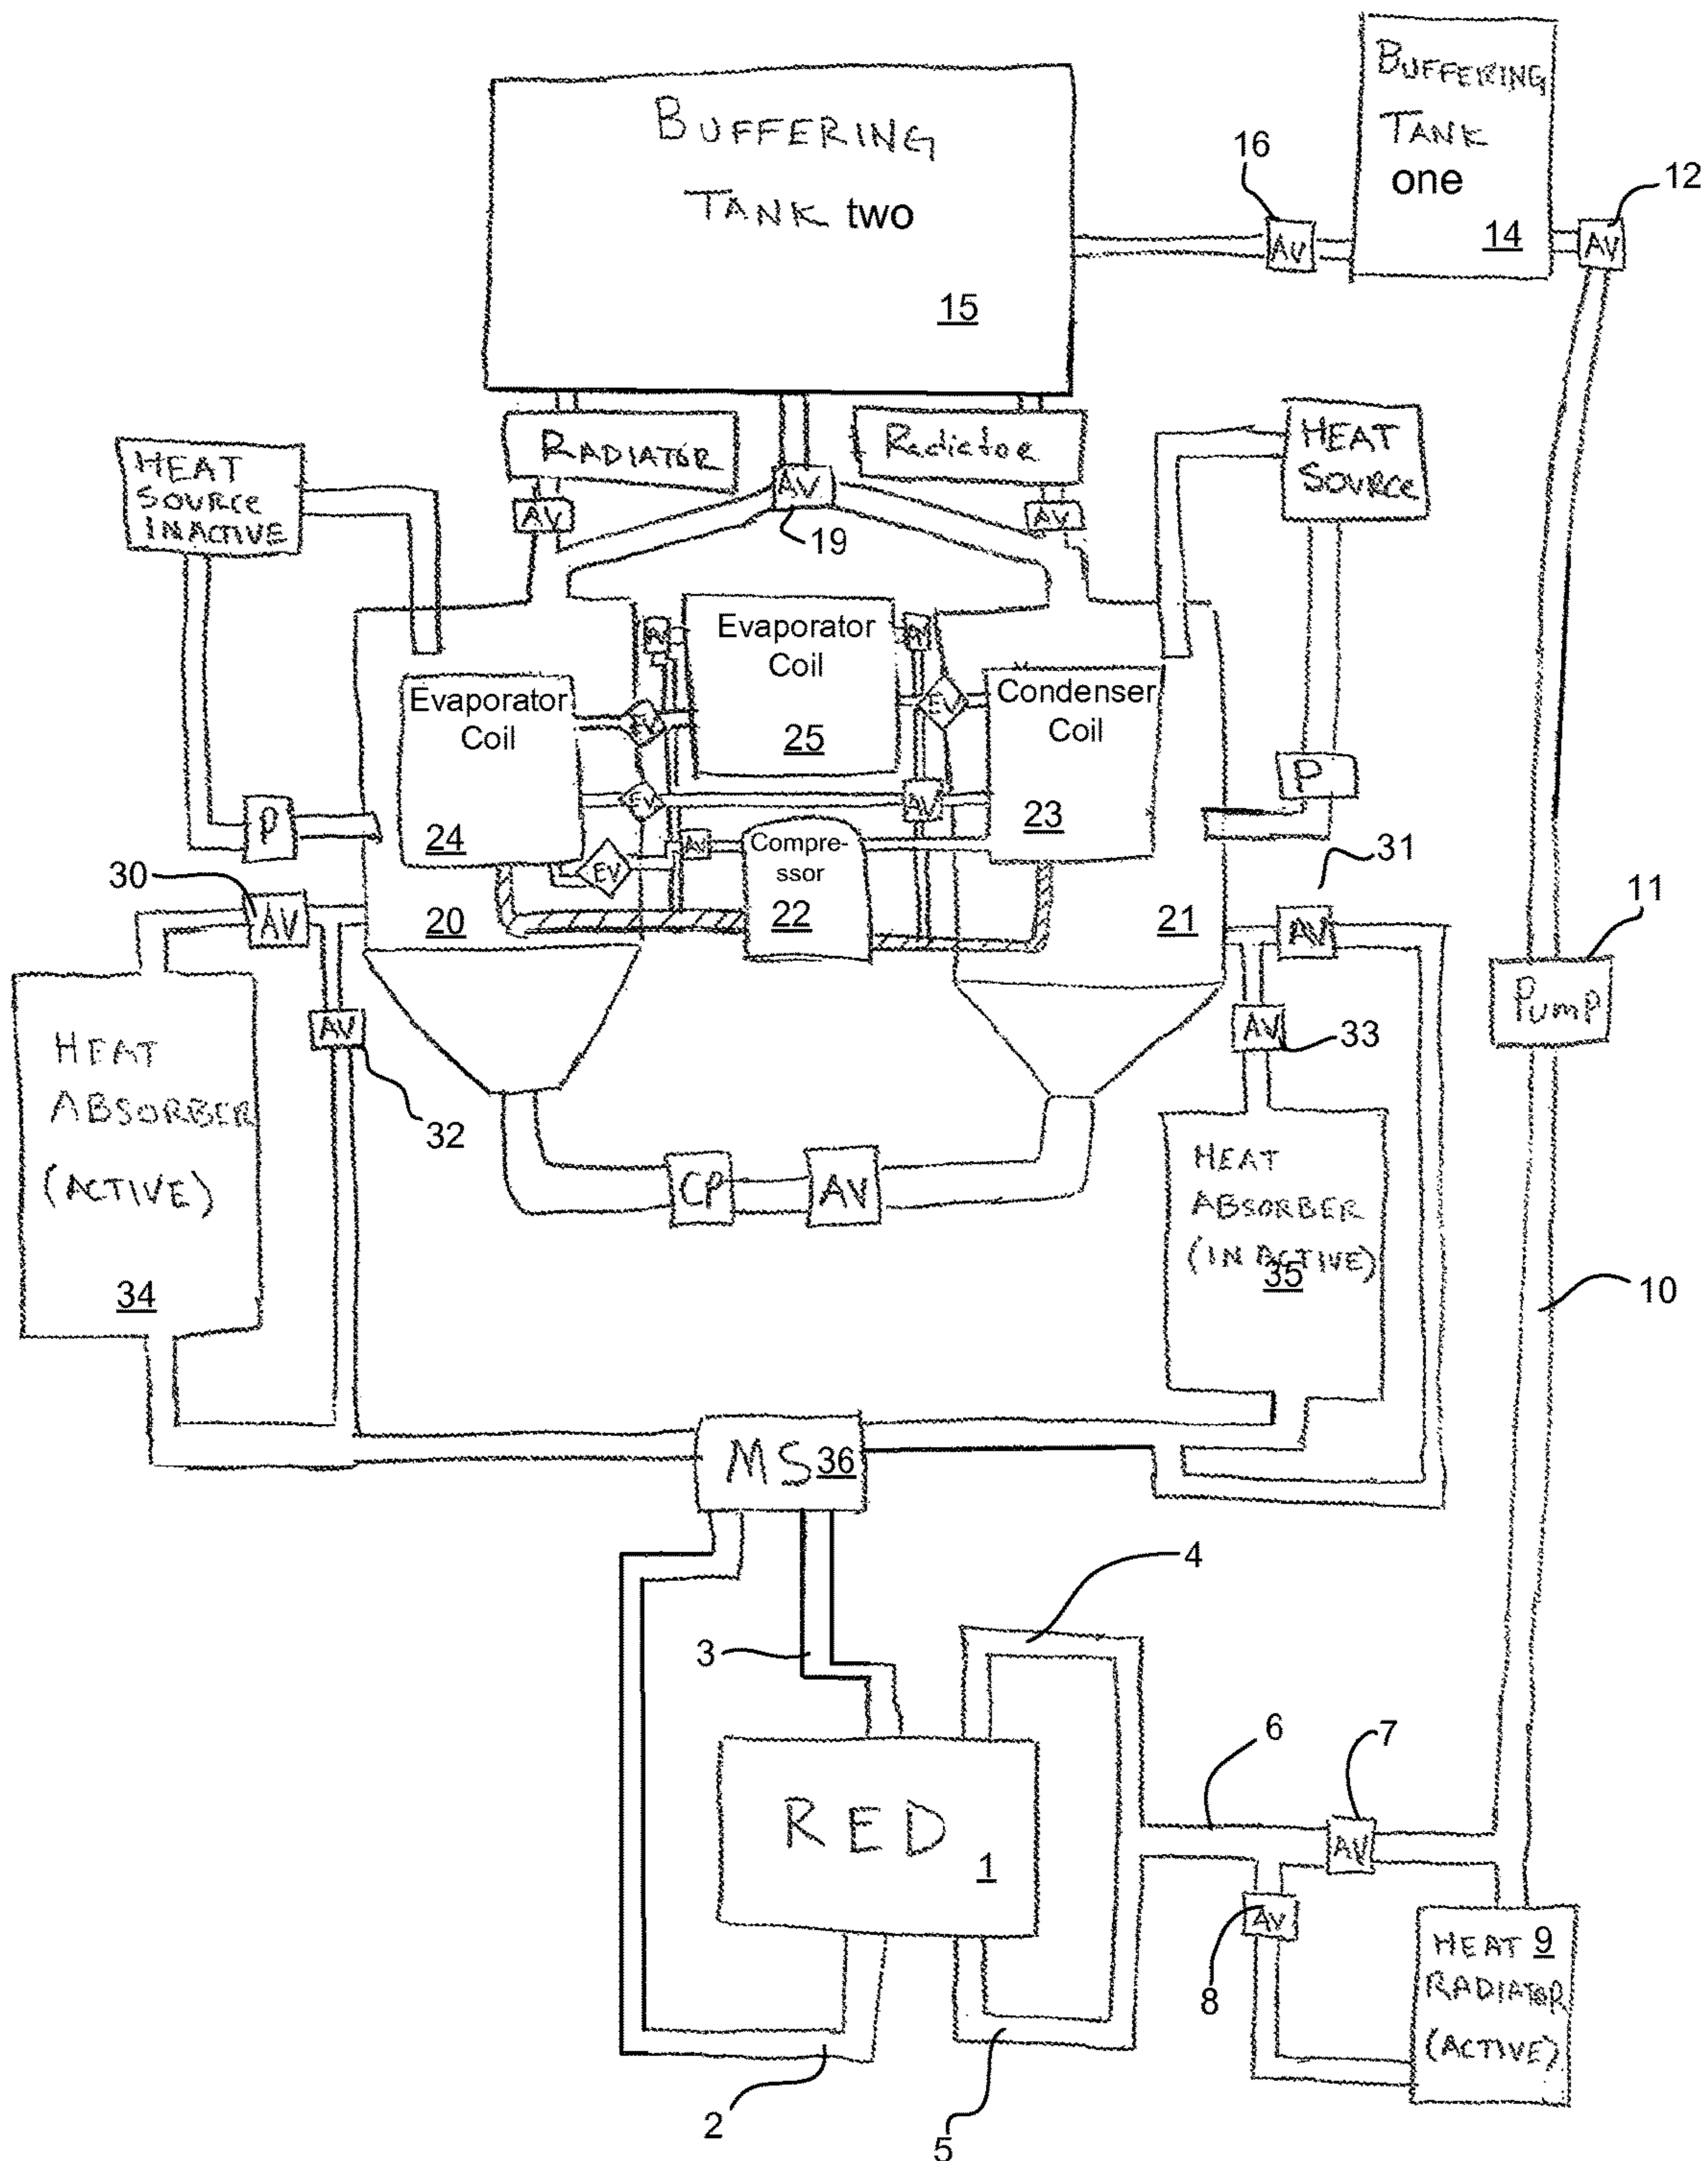 BUFFERING
TANK two
15
16
BUFFERING
TANK
one
14
12
AV
AV
RADIATOR
Radiator
AV
AV
AV
19
HEAT
SOURCE
INACTIVE
HEAT
SOURCE
P
P
AV
Evaporator
Coil
25
AV
Evaporator
Coil
24
EV
EV
Condenser
Coil
23
EV
AV
EV
AV
Compre-
ssor
22
20
21
30
AV
31
AV
11
PUMP
HEAT
ABSORBER
(ACTIVE)
34
AV
32
AV
33
CP
AV
HEAT
ABSORBER
(INACTIVE)
35
10
MS 36
3
4
RED
1
6
7
AV
AV
8
HEAT 9
RADIATOR
(ACTIVE)
2
5